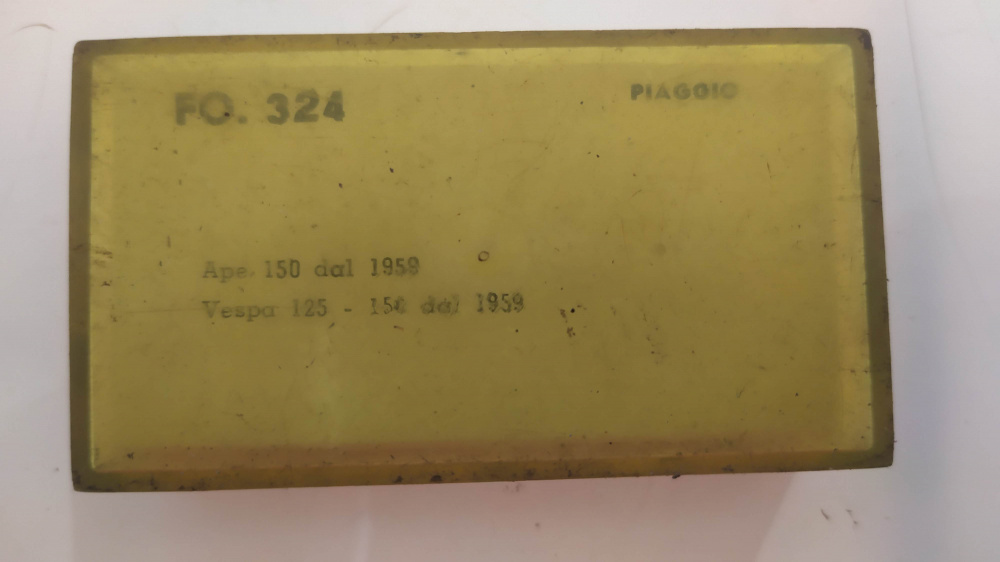 FO. 324
PIAGGIO
Ape 150 dal 1959
Vespa 125 - 150 dal 1959